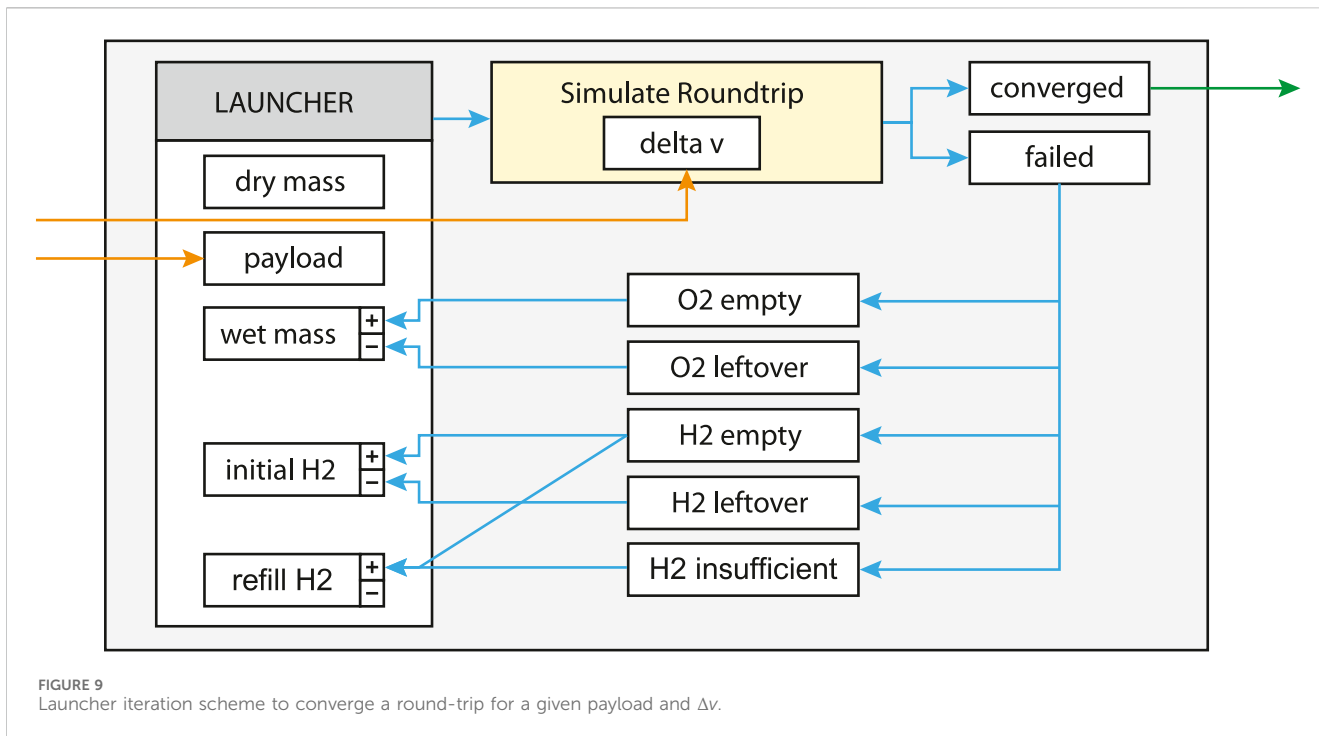 LAUNCHER
dry mass
payload
wet mass
+
−
initial H2
+
−
refill H2
+
−
Simulate Roundtrip
delta v
converged
failed
O2 empty
O2 leftover
H2 empty
H2 leftover
H2 insufficient
FIGURE 9
Launcher iteration scheme to converge a round-trip for a given payload and Δv.